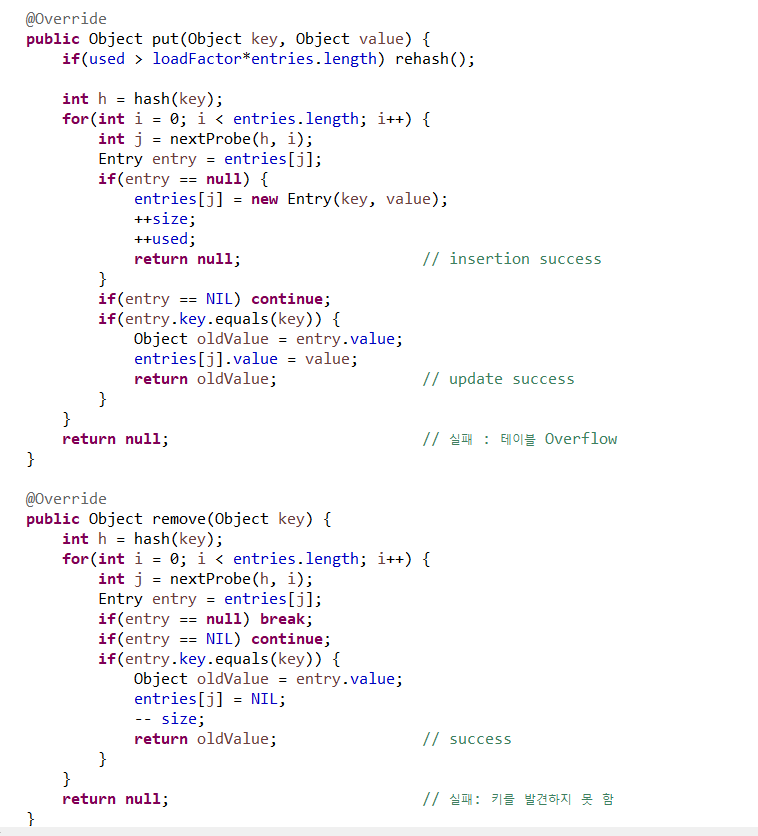 @Override
public Object put(Object key, Object value) {
    if(used > loadFactor*entries.length) rehash();

    int h = hash(key);
    for(int i = 0; i < entries.length; i++) {
        int j = nextProbe(h, i);
        Entry entry = entries[j];
        if(entry == null) {
            entries[j] = new Entry(key, value);
            ++size;
            ++used;
            return null;                    // insertion success
        }
        if(entry == NIL) continue;
        if(entry.key.equals(key)) {
            Object oldValue = entry.value;
            entries[j].value = value;
            return oldValue;                // update success
        }
    }
    return null;                            // 실패 : 테이블 Overflow
}

@Override
public Object remove(Object key) {
    int h = hash(key);
    for(int i = 0; i < entries.length; i++) {
        int j = nextProbe(h, i);
        Entry entry = entries[j];
        if(entry == null) break;
        if(entry == NIL) continue;
        if(entry.key.equals(key)) {
            Object oldValue = entry.value;
            entries[j] = NIL;
            -- size;
            return oldValue;                // success
        }
    }
    return null;                            // 실패: 키를 발견하지 못 함
}